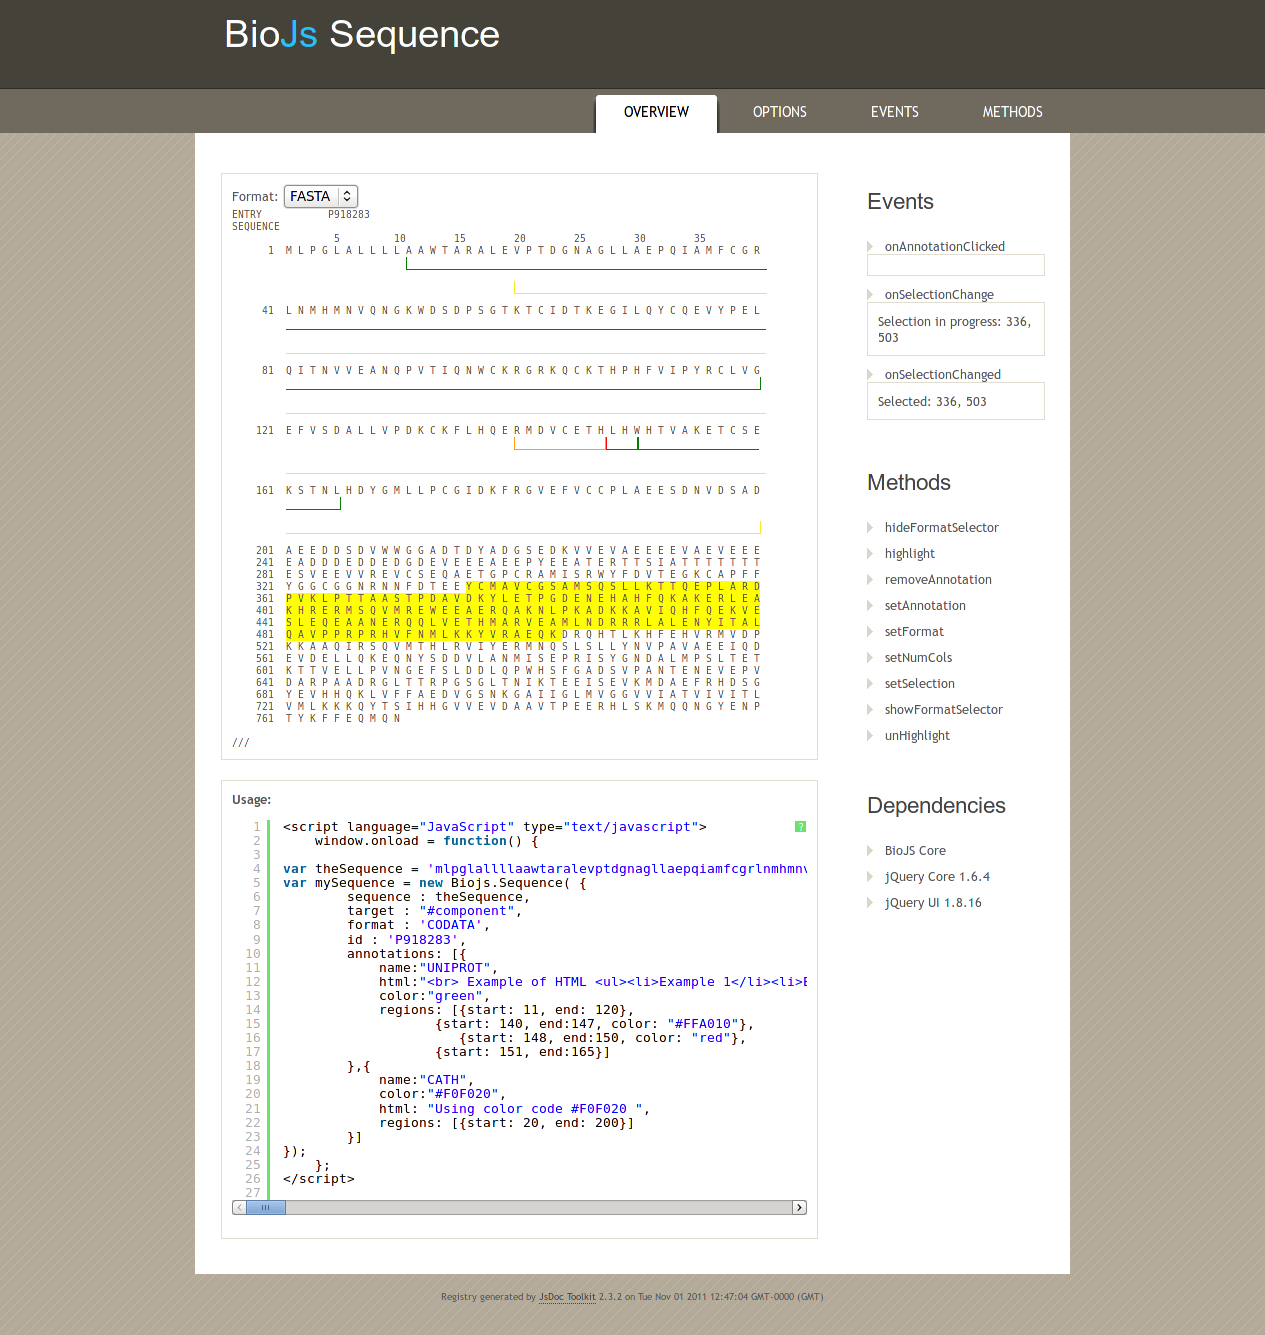 BioJs Sequence
OVERVIEW OPTIONS EVENTS METHODS
Format: FASTA
ENTRY P918283
SEQUENCE
5 10 15 20 25 30 35
1 M L P G L A L L L L A A W T A R A L E V P T D G N A G L L A E P Q I A M F C G R
41 L N M H M N V Q N G K W D S D P S G T K T C I D T K E G I L Q Y C Q E V Y P E L
81 Q I T N V V E A N Q P V T I Q N W C K R G R K Q C K T H P H F V I P Y R C L V G
121 E F V S D A L L V P D K C K F L H Q E R M D V C E T H L H W H T V A K E T C S E
161 K S T N L H D Y G M L L P C G I D K F R G V E F V C C P L A E E S D N V D S A D
201 A E E D D S D V W W G G A D T D Y A D G S E D K V V E V A E E E E V A E V E E E
241 E A D D D E D D E D G D E V E E E A E E P Y E E A T E R T T S I A T T T T T T T
281 E S V E E V V R E V C S E Q A E T G P C R A M I S R W Y F D V T E G K C A P F F
321 Y G G C G G N R N N F D T E E Y C M A V C G S A M S Q S L L K T T Q E P L A R D
361 P V K L P T T A A S T P D A V D K Y L E T P G D E N E H A H F Q K A K E R L E A
401 K H R E R M S Q V M R E W E E A E R Q A K N L P K A D K K A V I Q H F Q E K V E
441 S L E Q E A A N E R Q Q L V E T H M A R V E A M L N D R R R L A L E N Y I T A L
481 Q A V P P R P R H V F N M L K K Y V R A E Q K D R Q H T L K H F E H V R M V D P
521 K K A A Q I R S Q V M T H L R V I Y E R M N Q S L S L L Y N V P A V A E E I Q D
561 E V D E L L Q K E Q N Y S D D V L A N M I S E P R I S Y G N D A L M P S L T E T
601 K T T V E L L P V N G E F S L D D L Q P W H S F G A D S V P A N T E N E V E P V
641 D A R P A A D R G L T T R P G S G L T N I K T E E I S E V K M D A E F R H D S G
681 Y E V H H Q K L V F F A E D V G S N K G A I I G L M V G G V V I A T V I V I T L
721 V M L K K K Q Y T S I H H G V V E V D A A V T P E E R H L S K M Q Q N G Y E N P
761 T Y K F F E Q M Q N
///
Usage:
?
1 <script language="JavaScript" type="text/javascript">
2 window.onload = function() {
3
4 var theSequence = 'mlpglallllaawtaralevptdgnagllaepqiamfcgrlnmhmnv
5 var mySequence = new Biojs.Sequence( {
6 sequence : theSequence,
7 target : "#component",
8 format : 'CODATA',
9 id : 'P918283',
10 annotations: [{
11 name:"UNIPROT",
12 html:"<br> Example of HTML <ul><li>Example 1</li><li>E
13 color:"green",
14 regions: [{start: 11, end: 120},
15 {start: 140, end:147, color: "#FFA010"},
16 {start: 148, end:150, color: "red"},
17 {start: 151, end:165}]
18 },{
19 name:"CATH",
20 color:"#F0F020",
21 html: "Using color code #F0F020 ",
22 regions: [{start: 20, end: 200}]
23 }]
24 });
25 };
26 </script>
27
Events
onAnnotationClicked
onSelectionChange
Selection in progress: 336,
503
onSelectionChanged
Selected: 336, 503
Methods
hideFormatSelector
highlight
removeAnnotation
setAnnotation
setFormat
setNumCols
setSelection
showFormatSelector
unHighlight
Dependencies
BioJS Core
jQuery Core 1.6.4
jQuery UI 1.8.16
Registry generated by JsDoc Toolkit 2.3.2 on Tue Nov 01 2011 12:47:04 GMT-0000 (GMT)